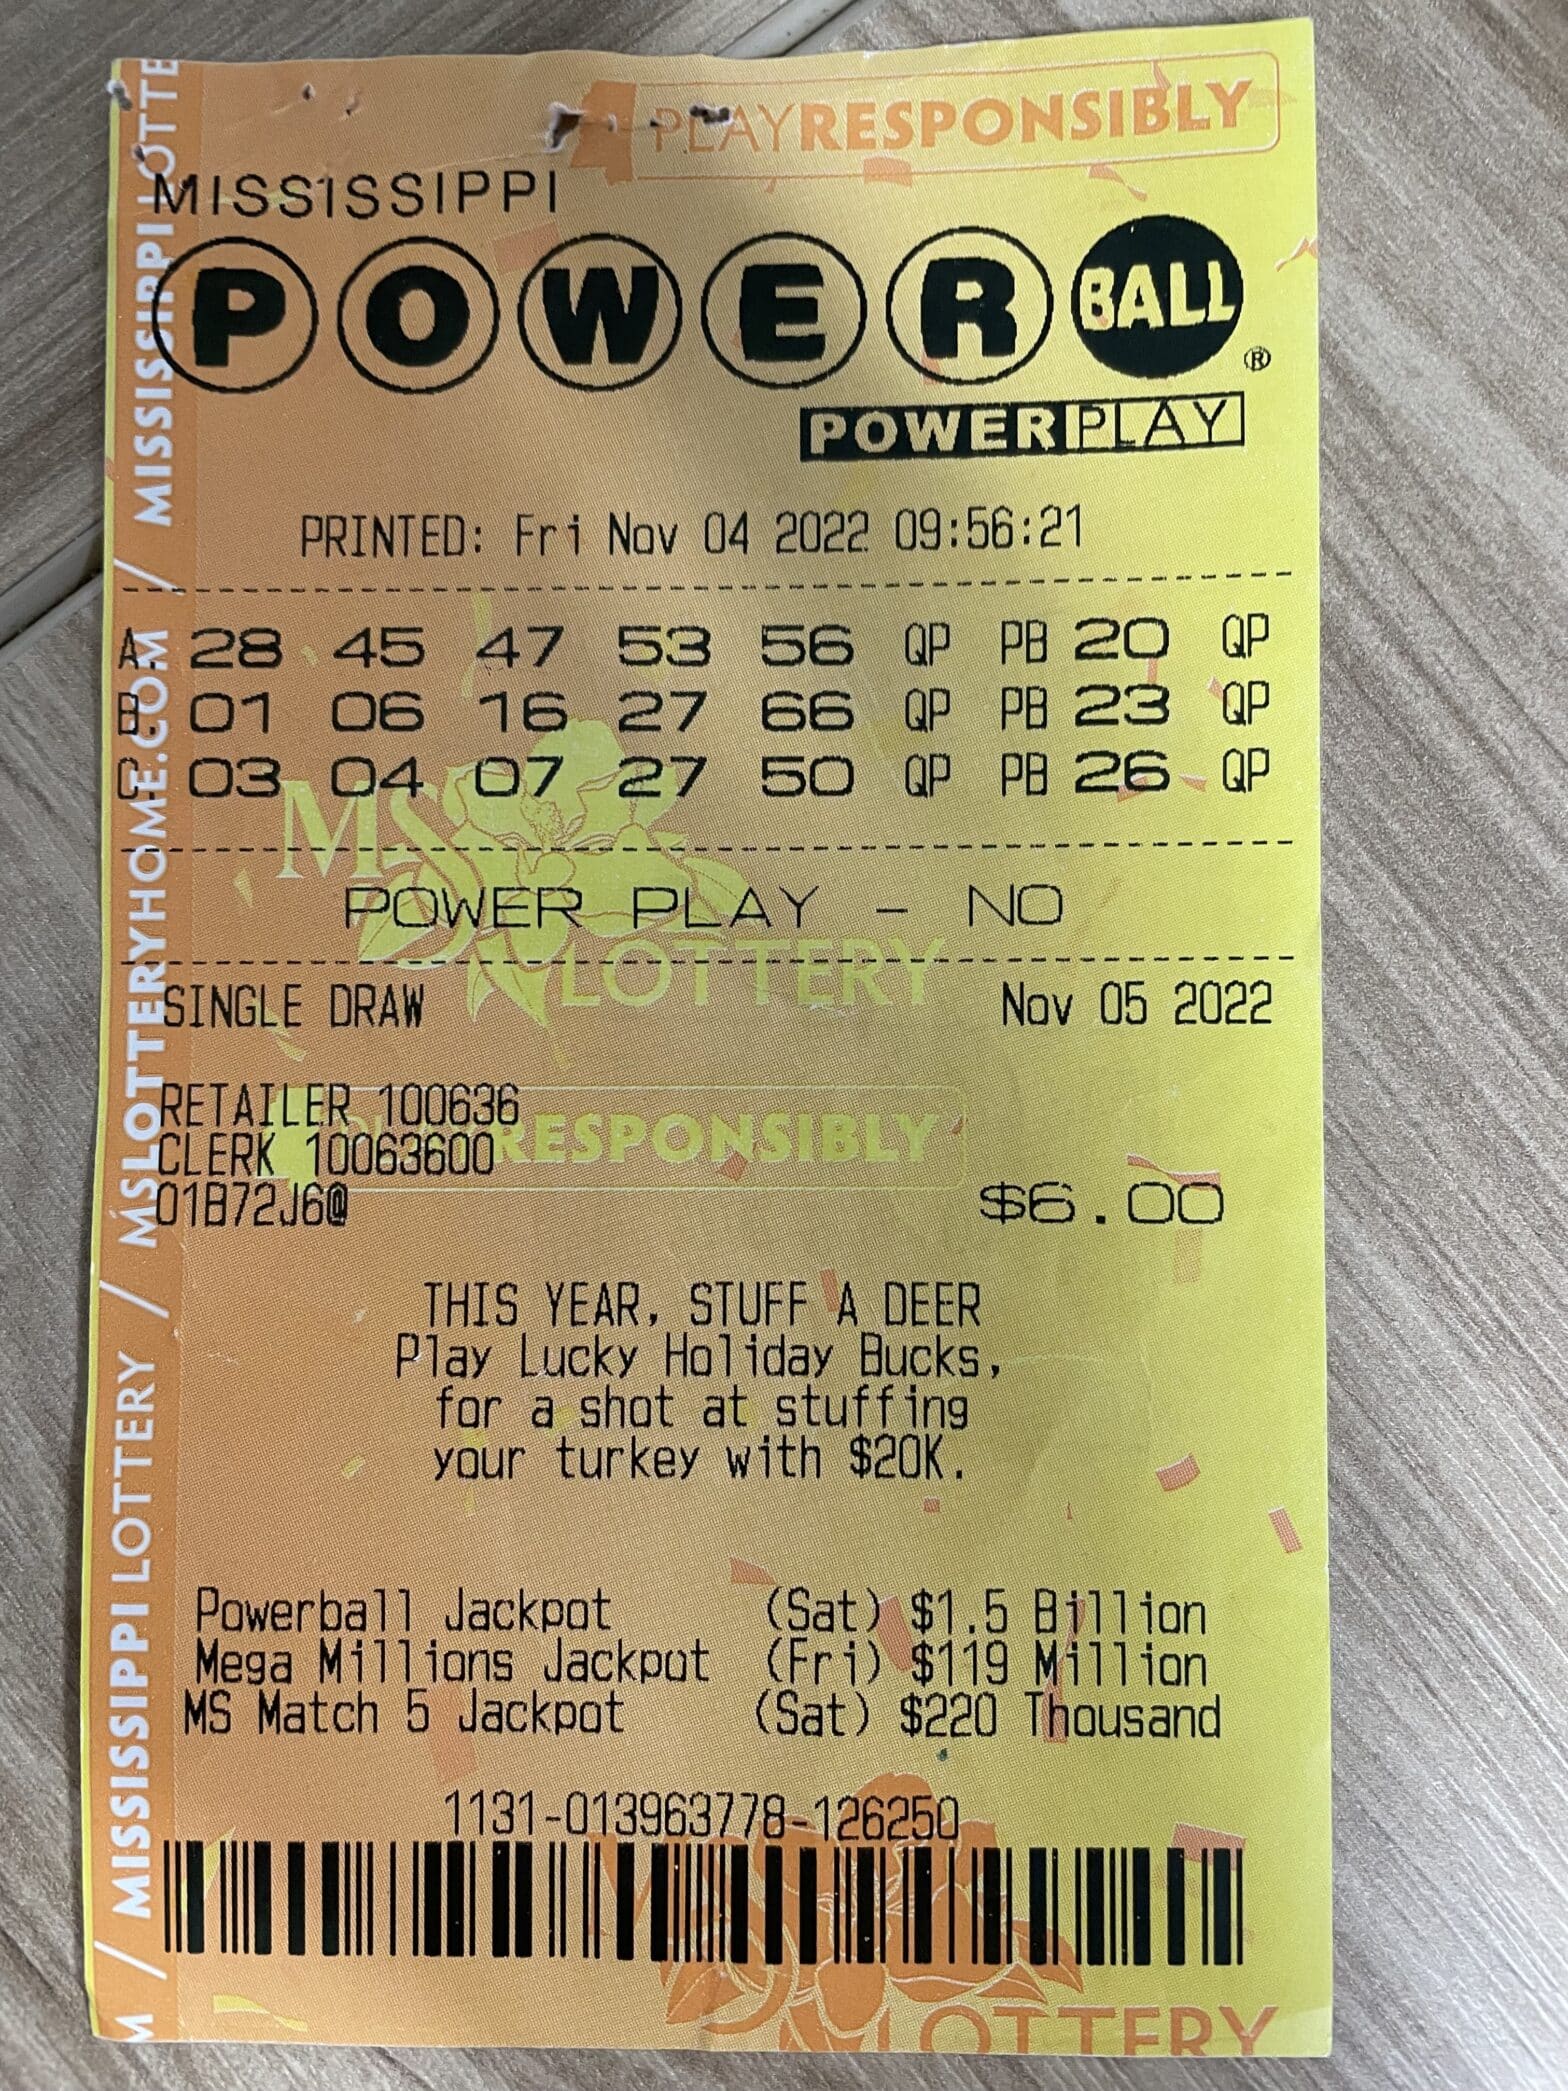 PLAYRESPONSIBLY
MISSISSIPPI
POWERBALL®
POWERPLAY
PRINTED: Fri Nov 04 2022 09:56:21
A. 28 45 47 53 56 QP PB 20 QP
B. 01 06 16 27 66 QP PB 23 QP
C. 03 04 07 27 50 QP PB 26 QP
POWER PLAY - NO
MS LOTTERY
SINGLE DRAW Nov 05 2022
RETAILER 100636
RESPONSIBLY
CLERK 10063600
01B72J6@ $6.00
THIS YEAR, STUFF A DEER
Play Lucky Holiday Bucks,
for a shot at stuffing
your turkey with $20K.
Powerball Jackpot (Sat) $1.5 Billion
Mega Millions Jackpot (Fri) $119 Million
MS Match 5 Jackpot (Sat) $220 Thousand
1131-013963778-126250
LOTTERY
M / MISSISSIPPI LOTTERY / MSLOTTERYHOME.COM / MISSISSIPPI LOTTE